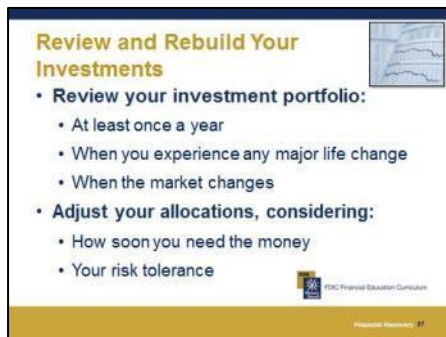 Review and Rebuild Your
Investments
• Review your investment portfolio:
• At least once a year
• When you experience any major life change
• When the market changes
• Adjust your allocations, considering:
• How soon you need the money
• Your risk tolerance
FDIC Financial Education Curriculum
Financial Recovery 27